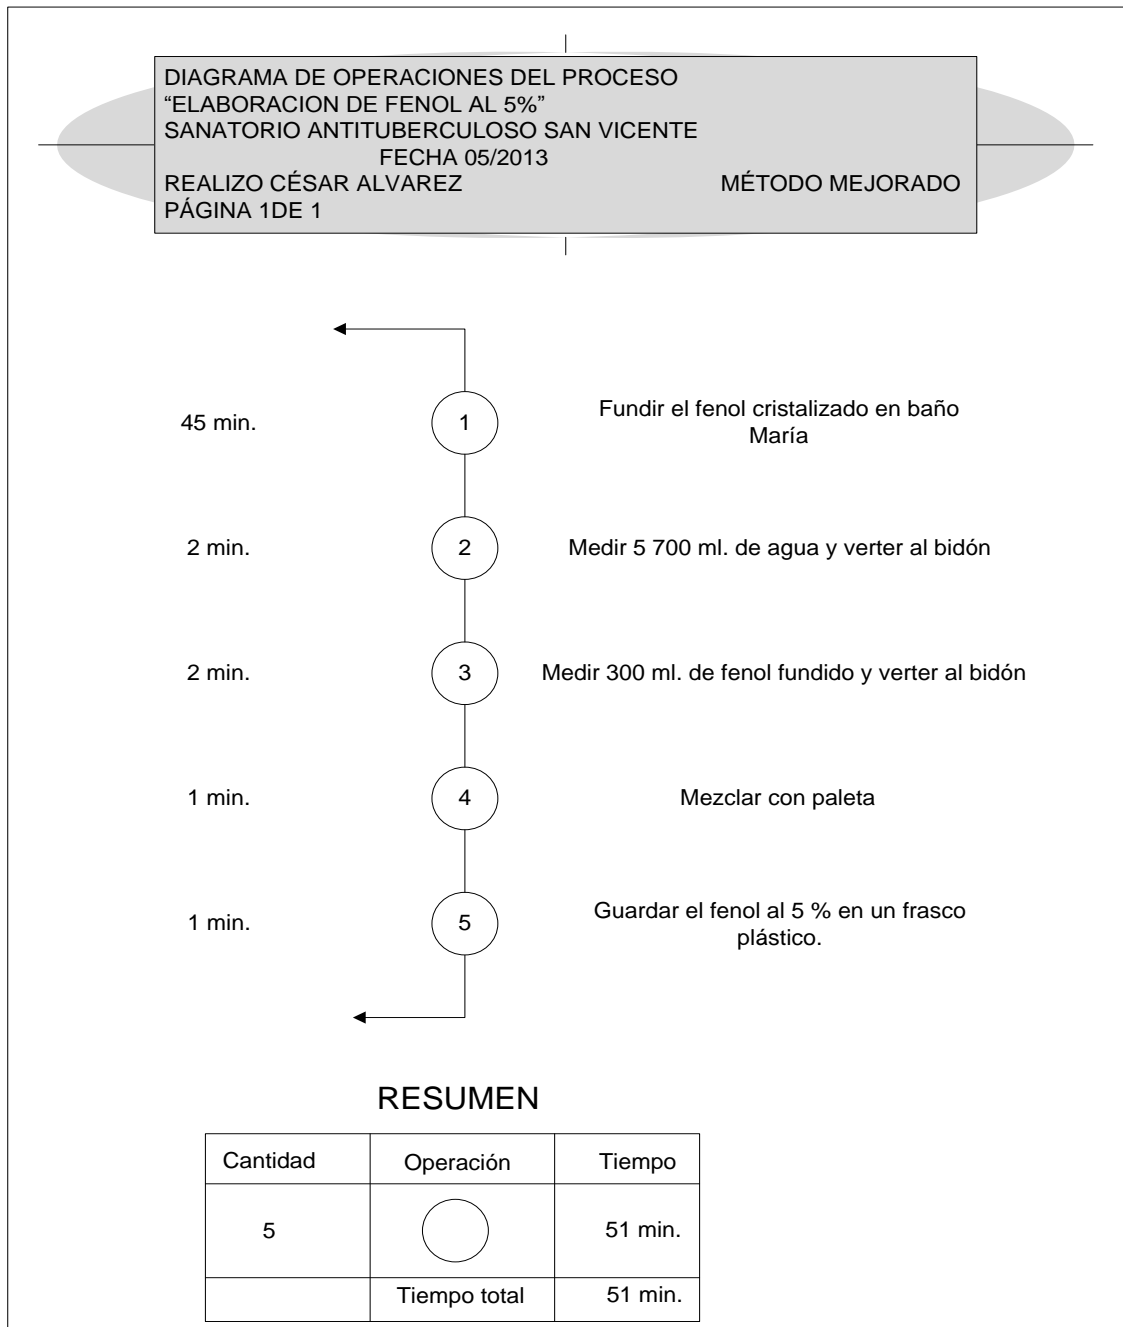 DIAGRAMA DE OPERACIONES DEL PROCESO
“ELABORACION DE FENOL AL 5%”
SANATORIO ANTITUBERCULOSO SAN VICENTE
FECHA 05/2013
REALIZO CÉSAR ALVAREZ MÉTODO MEJORADO
PÁGINA 1DE 1
45 min. 1 Fundir el fenol cristalizado en baño
María
2 min. 2 Medir 5 700 ml. de agua y verter al bidón
2 min. 3 Medir 300 ml. de fenol fundido y verter al bidón
1 min. 4 Mezclar con paleta
1 min. 5 Guardar el fenol al 5 % en un frasco
plástico.
RESUMEN
Cantidad Operación Tiempo
5 51 min.
Tiempo total 51 min.